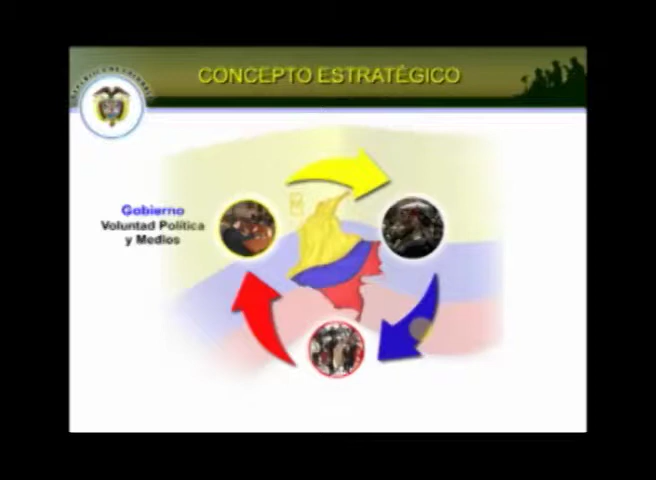 CONCEPTO ESTRATÉGICO
Gobierno
Voluntad Política
y Medios